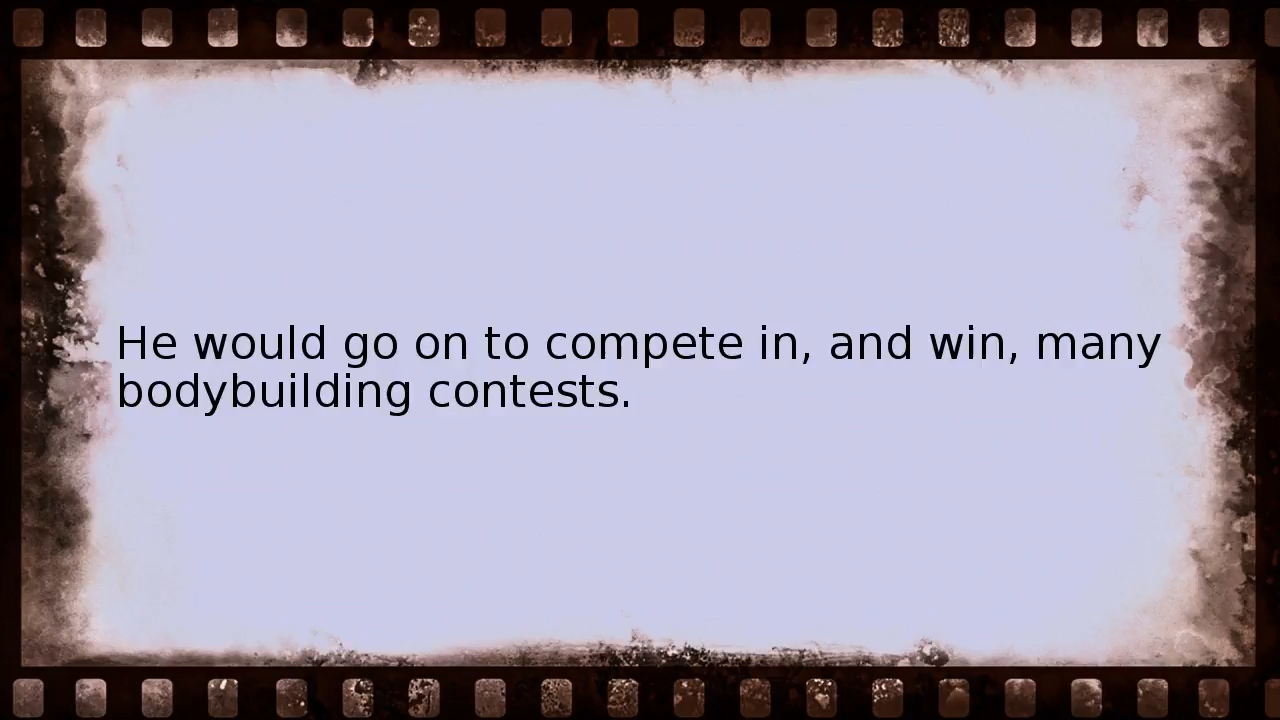 He would go on to compete in, and win, many
bodybuilding contests.